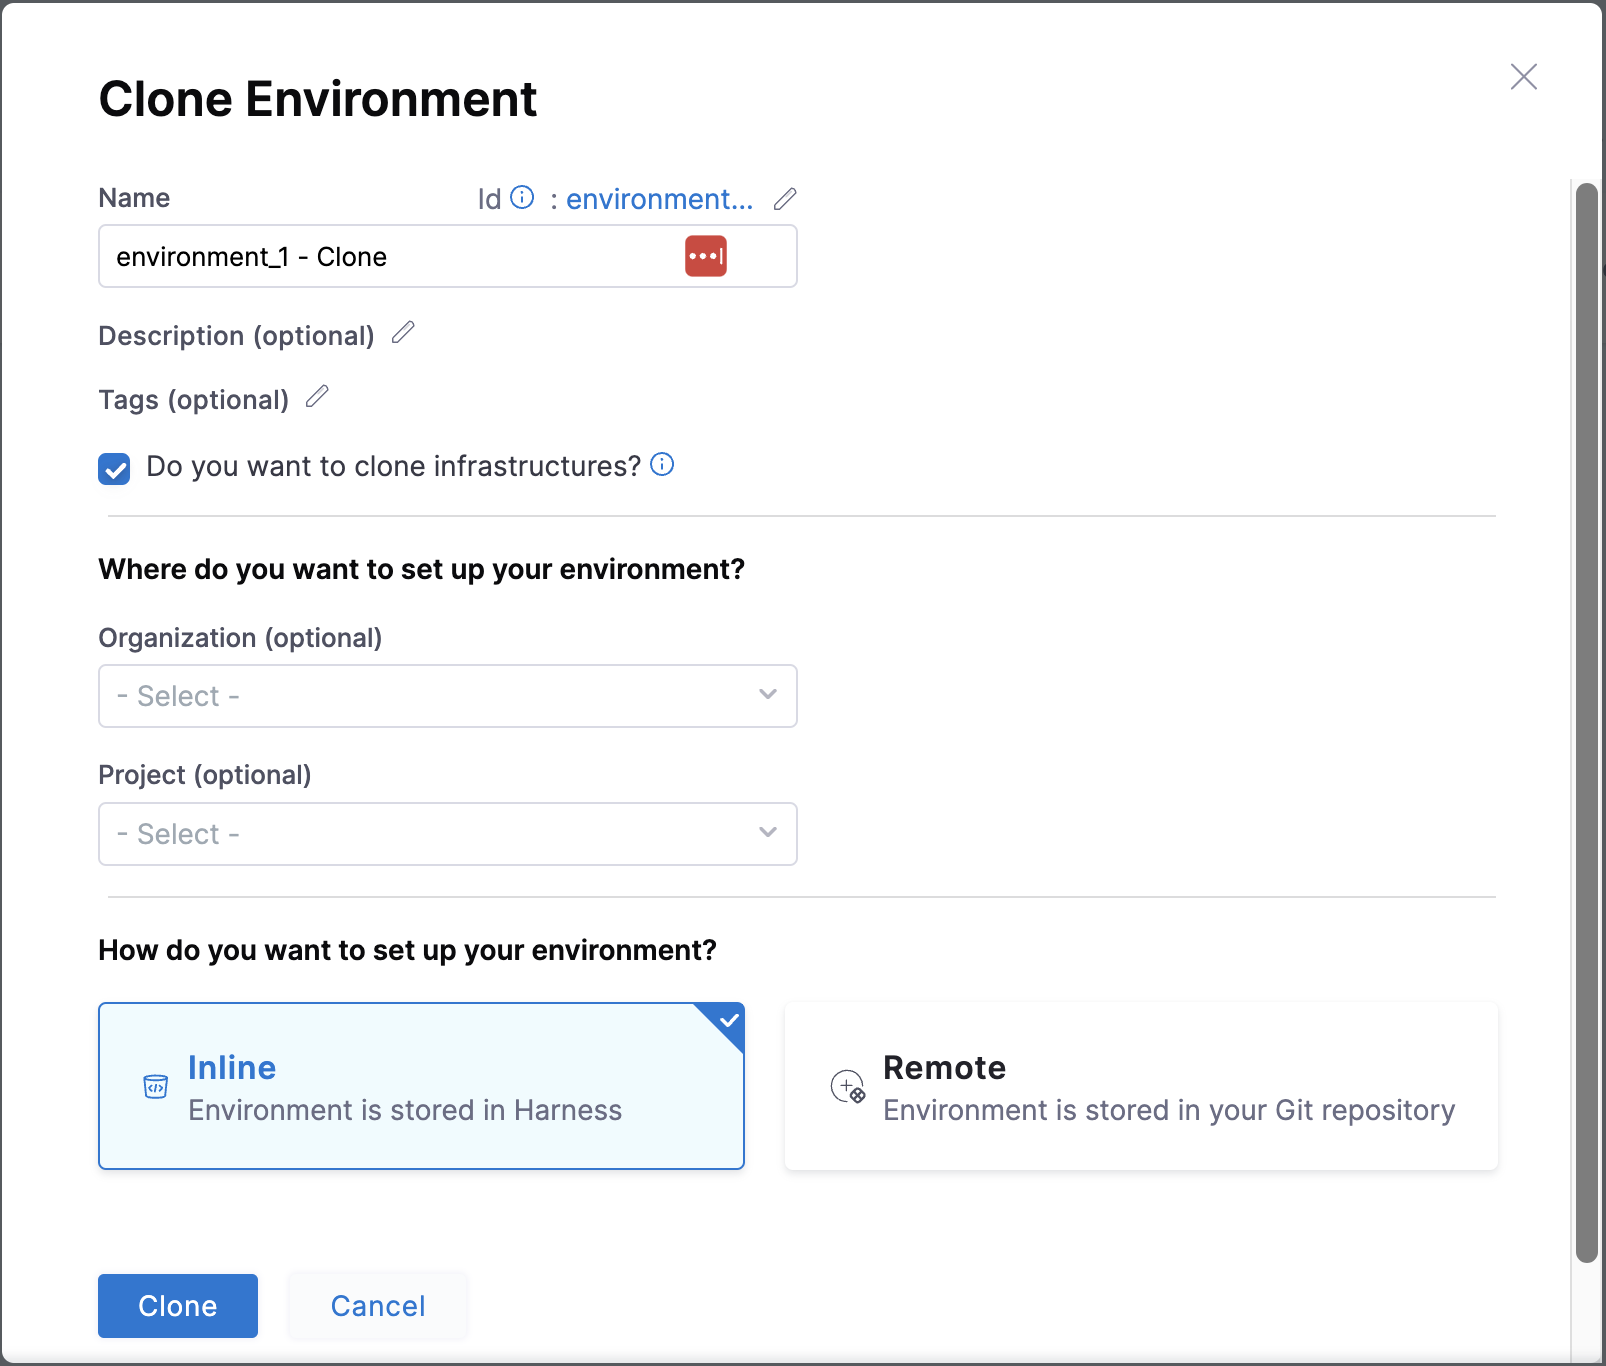 Clone Environment
Name Id : environment...
environment_1 - Clone
Description (optional)
Tags (optional)
Do you want to clone infrastructures?
Where do you want to set up your environment?
Organization (optional)
- Select -
Project (optional)
- Select -
How do you want to set up your environment?
Inline
Environment is stored in Harness
Remote
Environment is stored in your Git repository
Clone Cancel